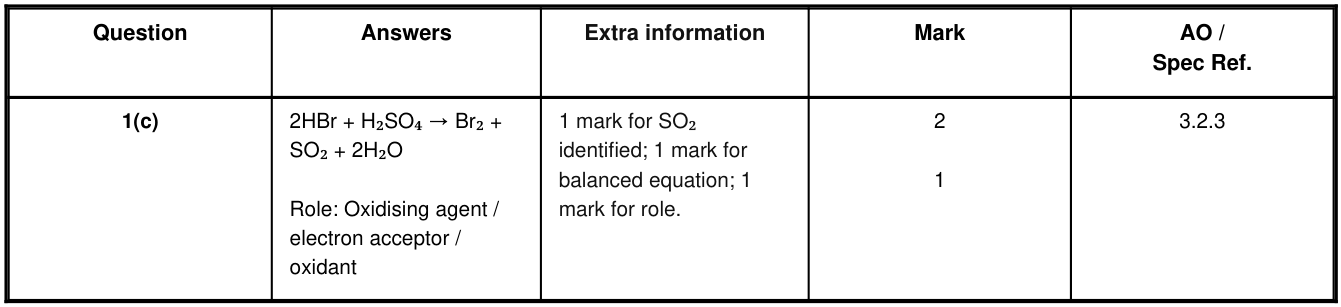 Question Answers Extra information Mark AO /
Spec Ref.
1(c) 2HBr + H₂SO₄ → Br₂ + 1 mark for SO₂ 2 3.2.3
SO₂ + 2H₂O identified; 1 mark for
balanced equation; 1 1
Role: Oxidising agent / mark for role.
electron acceptor /
oxidant